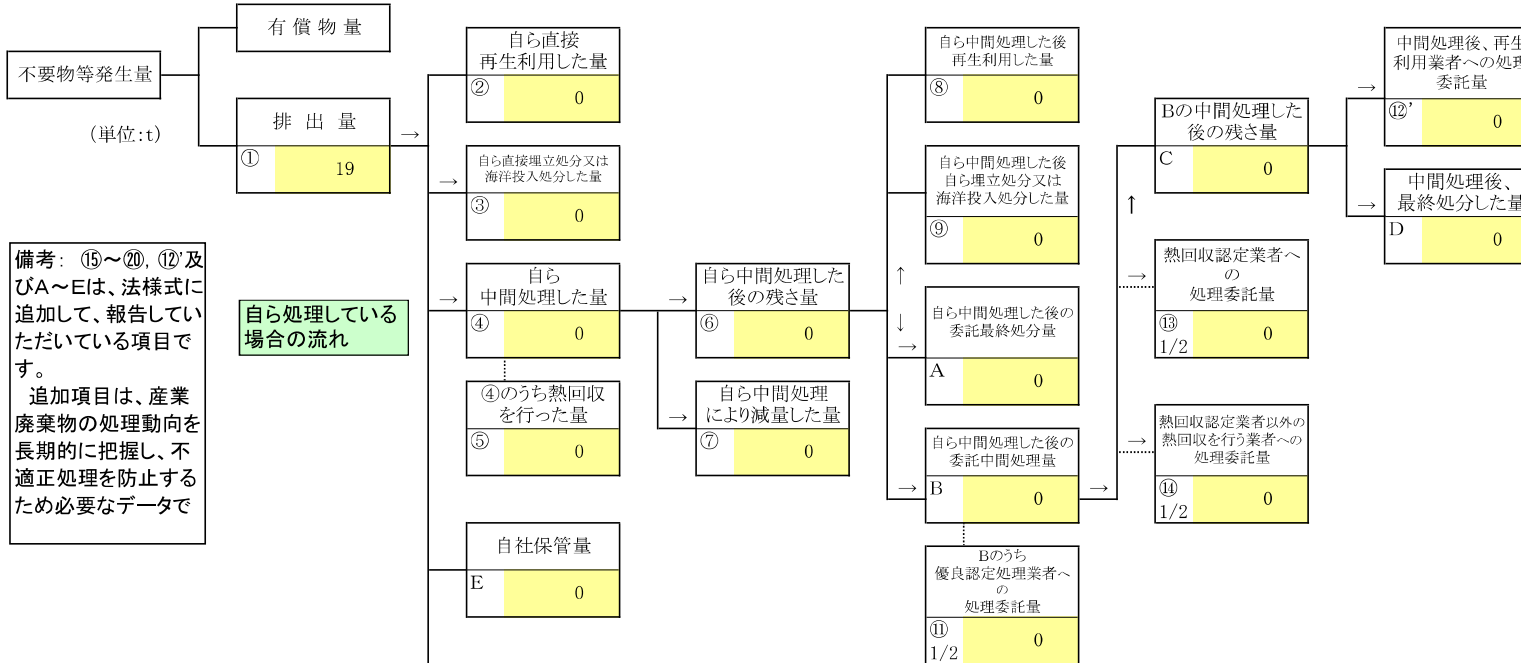 有 償 物 量
不要物等発生量
(単位:t)
排 出 量
→
①
19
備考： ⑮～⑳, ⑫'及
びA～Eは、法様式に
追加して、報告してい
ただいている項目で
す。
追加項目は、産業
廃棄物の処理動向を
長期的に把握し、不
適正処理を防止する
ため必要なデータで
自ら処理している
場合の流れ
自ら直接
再生利用した量
②
0
→
自ら直接埋立処分又は
海洋投入処分した量
③
0
→
自ら
中間処理した量
④
0
④のうち熱回収
を行った量
⑤
0
自社保管量
E
0
→
自ら中間処理した
後の残さ量
⑥
0
→
自ら中間処理
により減量した量
⑦
0
自ら中間処理した後
再生利用した量
⑧
0
自ら中間処理した後
自ら埋立処分又は
海洋投入処分した量
⑨
0
↑
↓
→
自ら中間処理した後の
委託最終処分量
A
0
→
自ら中間処理した後の
委託中間処理量
B
0
→
Bのうち
優良認定処理業者へ
の
処理委託量
⑪
1/2
0
↑
Bの中間処理した
後の残さ量
C
0
→
熱回収認定業者へ
の
処理委託量
⑬
1/2
0
→
熱回収認定業者以外の
熱回収を行う業者への
処理委託量
⑭
1/2
0
→
中間処理後、再生
利用業者への処理
委託量
⑫'
0
→
中間処理後、
最終処分した量
D
0